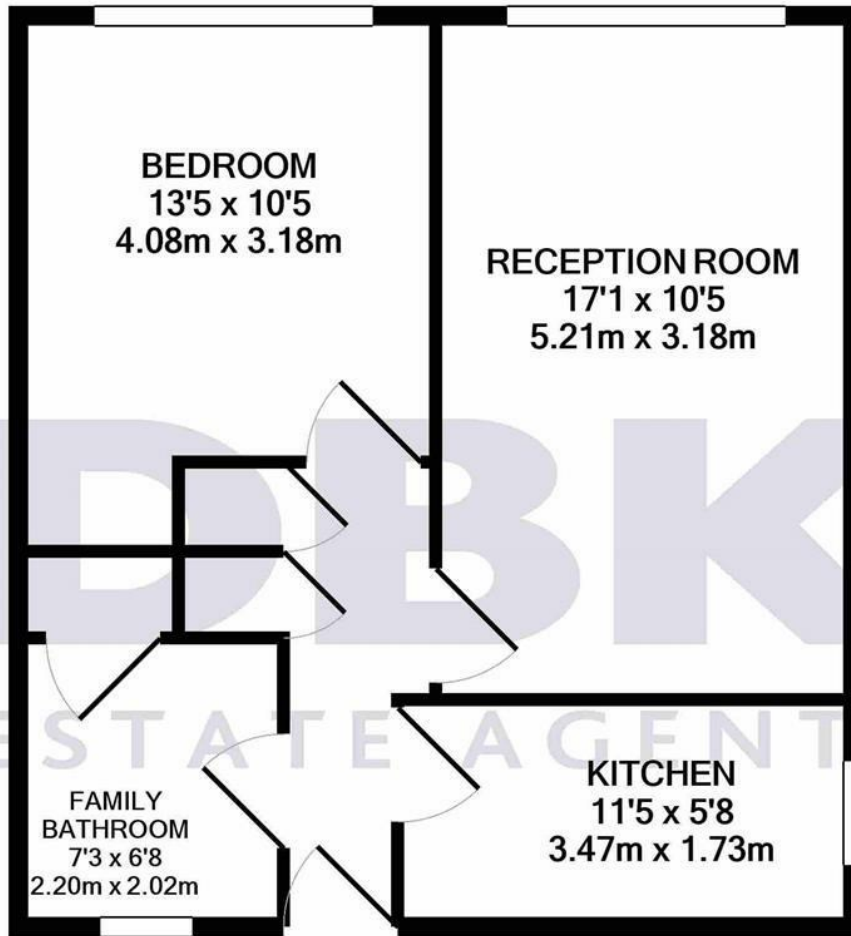 BEDROOM
13'5 x 10'5
4.08m x 3.18m
RECEPTION ROOM
17'1 x 10'5
5.21m x 3.18m
DBK
ESTATE AGENT
KITCHEN
11'5 x 5'8
3.47m x 1.73m
FAMILY
BATHROOM
7'3 x 6'8
2.20m x 2.02m